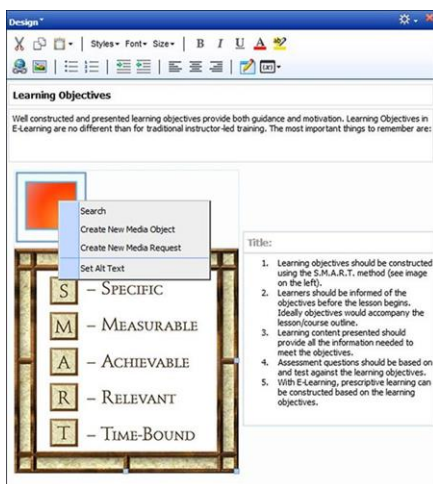 Design
Styles Font Size B I U A
Learning Objectives
Well constructed and presented learning objectives provide both guidance and motivation. Learning Objectives in
E-Learning are no different than for traditional instructor-led training. The most important things to remember are:
Search
Create New Media Object
Create New Media Request
Set Alt Text
S – SPECIFIC
M – MEASURABLE
A – ACHIEVABLE
R – RELEVANT
T – TIME-BOUND
Title:
1. Learning objectives should be constructed
using the S.M.A.R.T. method (see image
on the left).
2. Learners should be informed of the
objectives before the lesson begins.
Ideally objectives would accompany the
lesson/course outline.
3. Learning content presented should
provide all the information needed to
meet the objectives.
4. Assessment questions should be based on
and test against the learning objectives.
5. With E-Learning, prescriptive learning can
be constructed based on the learning
objectives.